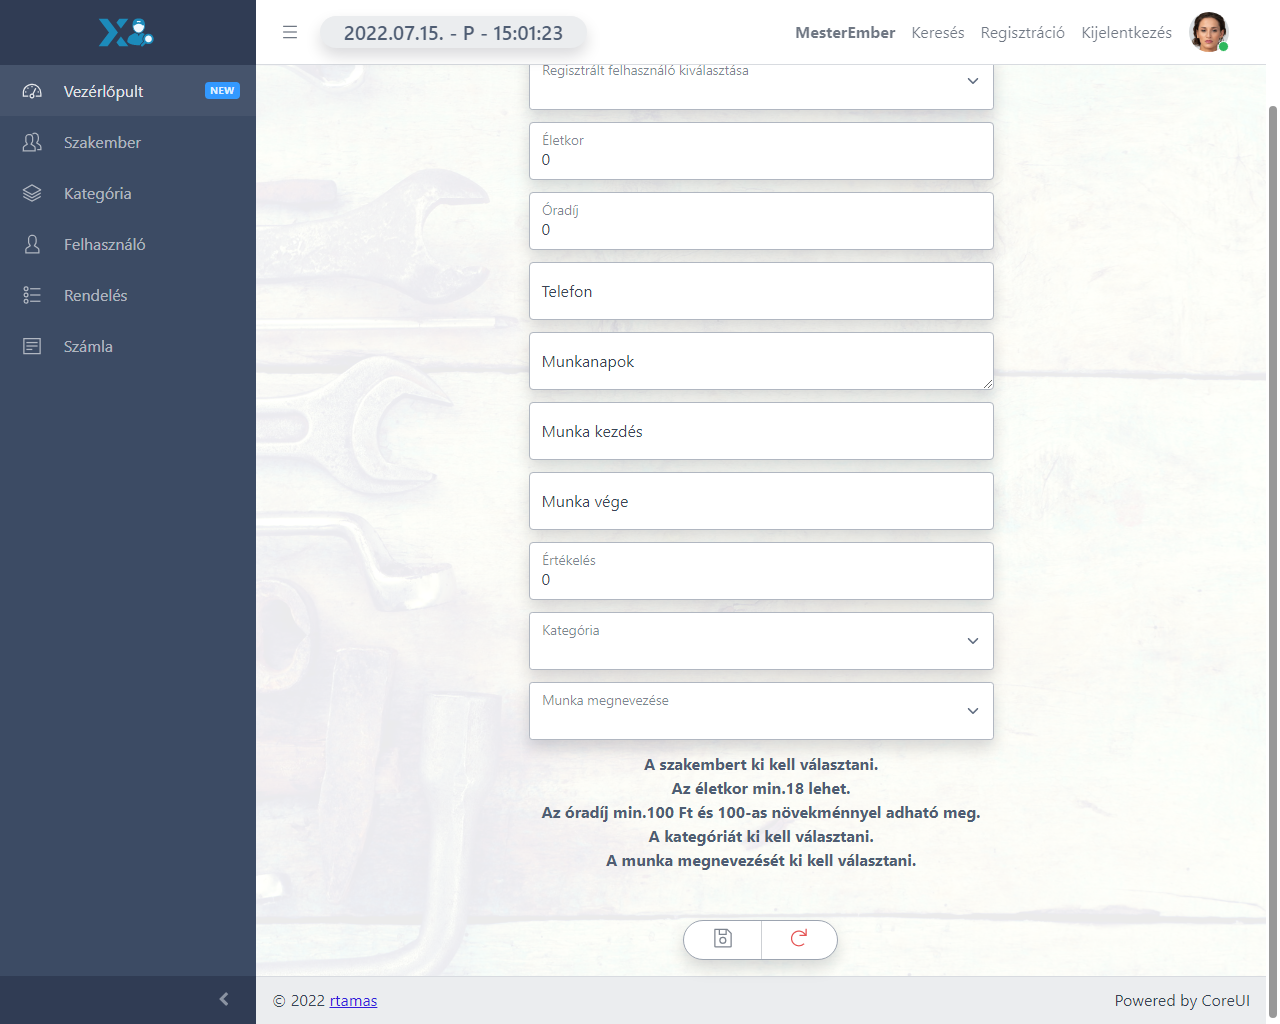 2022.07.15. - P - 15:01:23
MesterEmber
Keresés
Regisztráció
Kijelentkezés
Vezérlőpult
NEW
Szakember
Kategória
Felhasználó
Rendelés
Számla
Regisztrált felhasználó kiválasztása
Életkor
0
Óradíj
0
Telefon
Munkanapok
Munka kezdés
Munka vége
Értékelés
0
Kategória
Munka megnevezése
A szakembert ki kell választani.
Az életkor min.18 lehet.
Az óradíj min.100 Ft és 100-as növekménnyel adható meg.
A kategóriát ki kell választani.
A munka megnevezését ki kell választani.
© 2022 rtamas
Powered by CoreUI